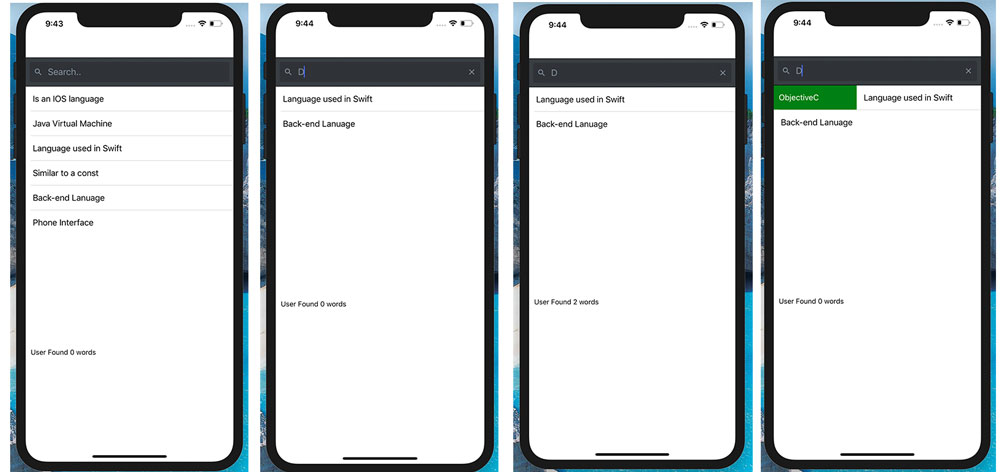 9:43
Search..
Is an IOS language
Java Virtual Machine
Language used in Swift
Similar to a const
Back-end Lanuage
Phone Interface
User Found 0 words
9:44
D
Language used in Swift
Back-end Lanuage
User Found 0 words
9:44
D
Language used in Swift
Back-end Lanuage
User Found 2 words
9:44
D
ObjectiveC Language used in Swift
Back-end Lanuage
User Found 0 words